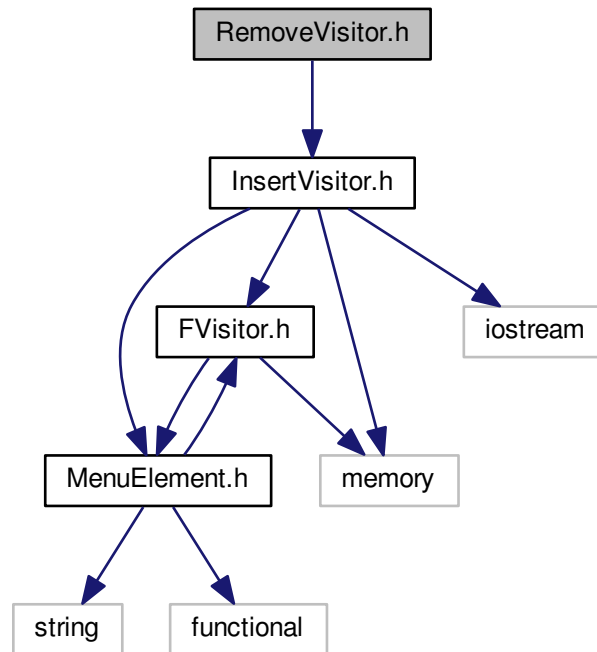 RemoveVisitor.h
InsertVisitor.h
FVisitor.h
iostream
MenuElement.h
memory
string
functional